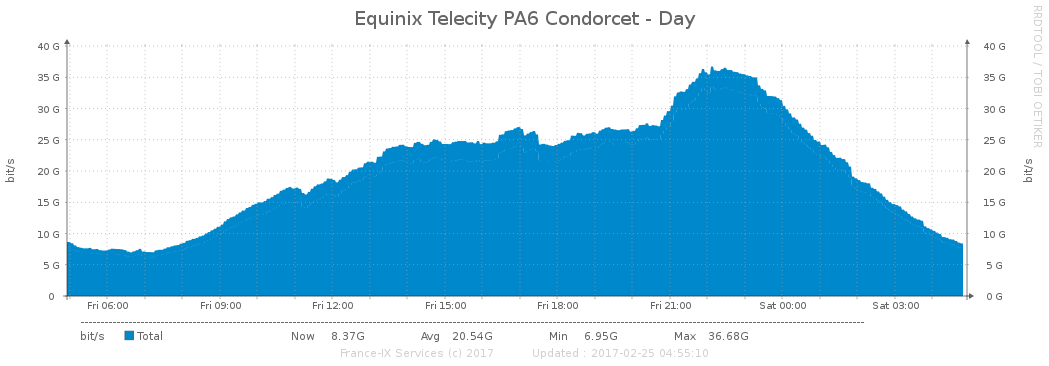 Equinix Telecity PA6 Condorcet - Day
RRDTOOL / TOBI OETIKER
40 G 40 G
35 G 35 G
30 G 30 G
25 G 25 G
20 G 20 G
15 G 15 G
10 G 10 G
5 G 5 G
0 0 G
bit/s bit/s
Fri 06:00 Fri 09:00 Fri 12:00 Fri 15:00 Fri 18:00 Fri 21:00 Sat 00:00 Sat 03:00
bit/s Total Now 8.37G Avg 20.54G Min 6.95G Max 36.68G
France-IX Services (c) 2017 Updated : 2017-02-25 04:55:10